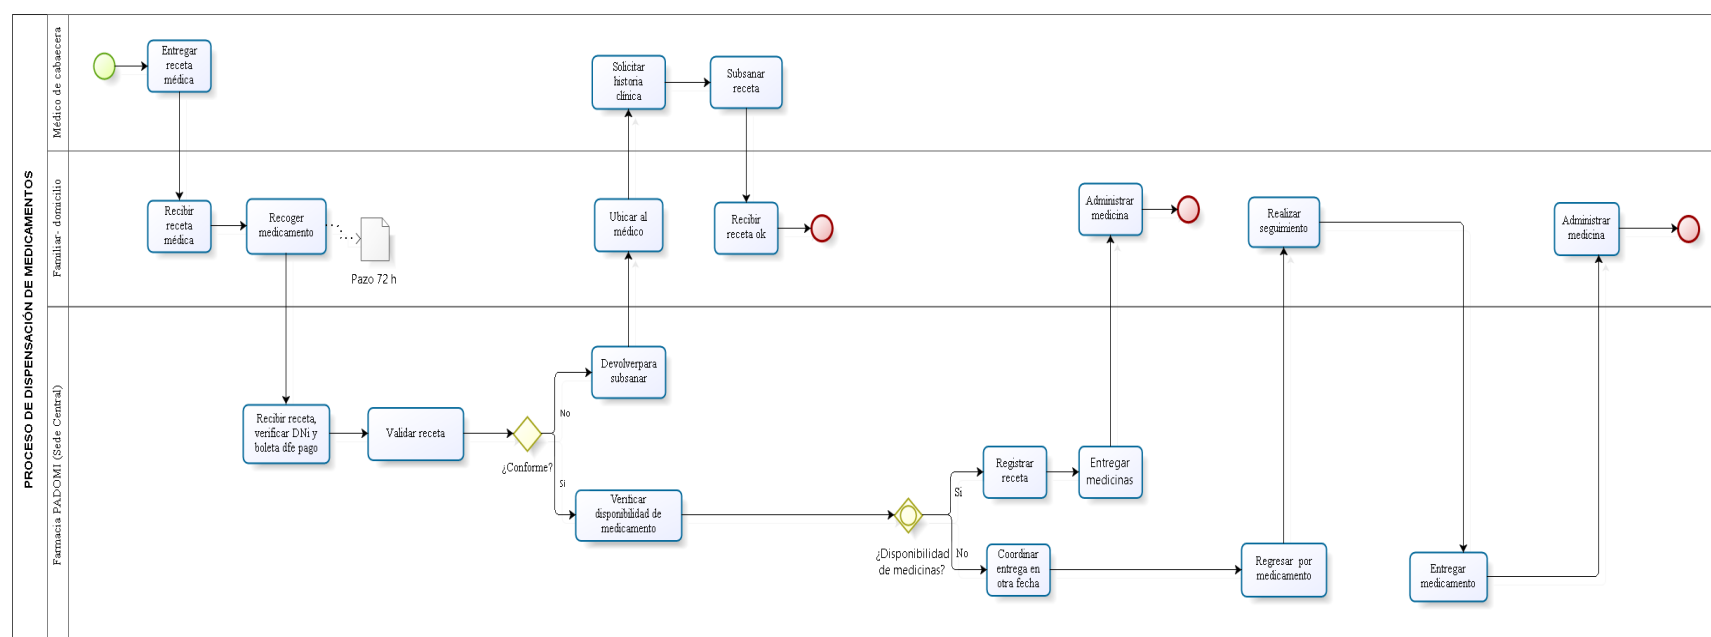 PROCESO DE DISPENSACIÓN DE MEDICAMENTOS
Médico de cabaecera
Entregar
receta
médica
Solicitar
historia
clínica
Subsanar
receta
Familiar- domicilio
Recibir
receta
médica
Recoger
medicamento
Pazo 72 h
Ubicar al
médico
Recibir
receta ok
Administrar
medicina
Realizar
seguimiento
Administrar
medicina
Farmacia PADOMI (Sede Central)
Recibir receta,
verificar DNi y
boleta dfe pago
Validar receta
¿Conforme?
No
Si
Devolverpara
subsanar
Verificar
disponibilidad de
medicamento
¿Disponibilidad
de medicinas?
Si
No
Registrar
receta
Entregar
medicinas
Coordinar
entrega en
otra fecha
Regresar por
medicamento
Entregar
medicamento